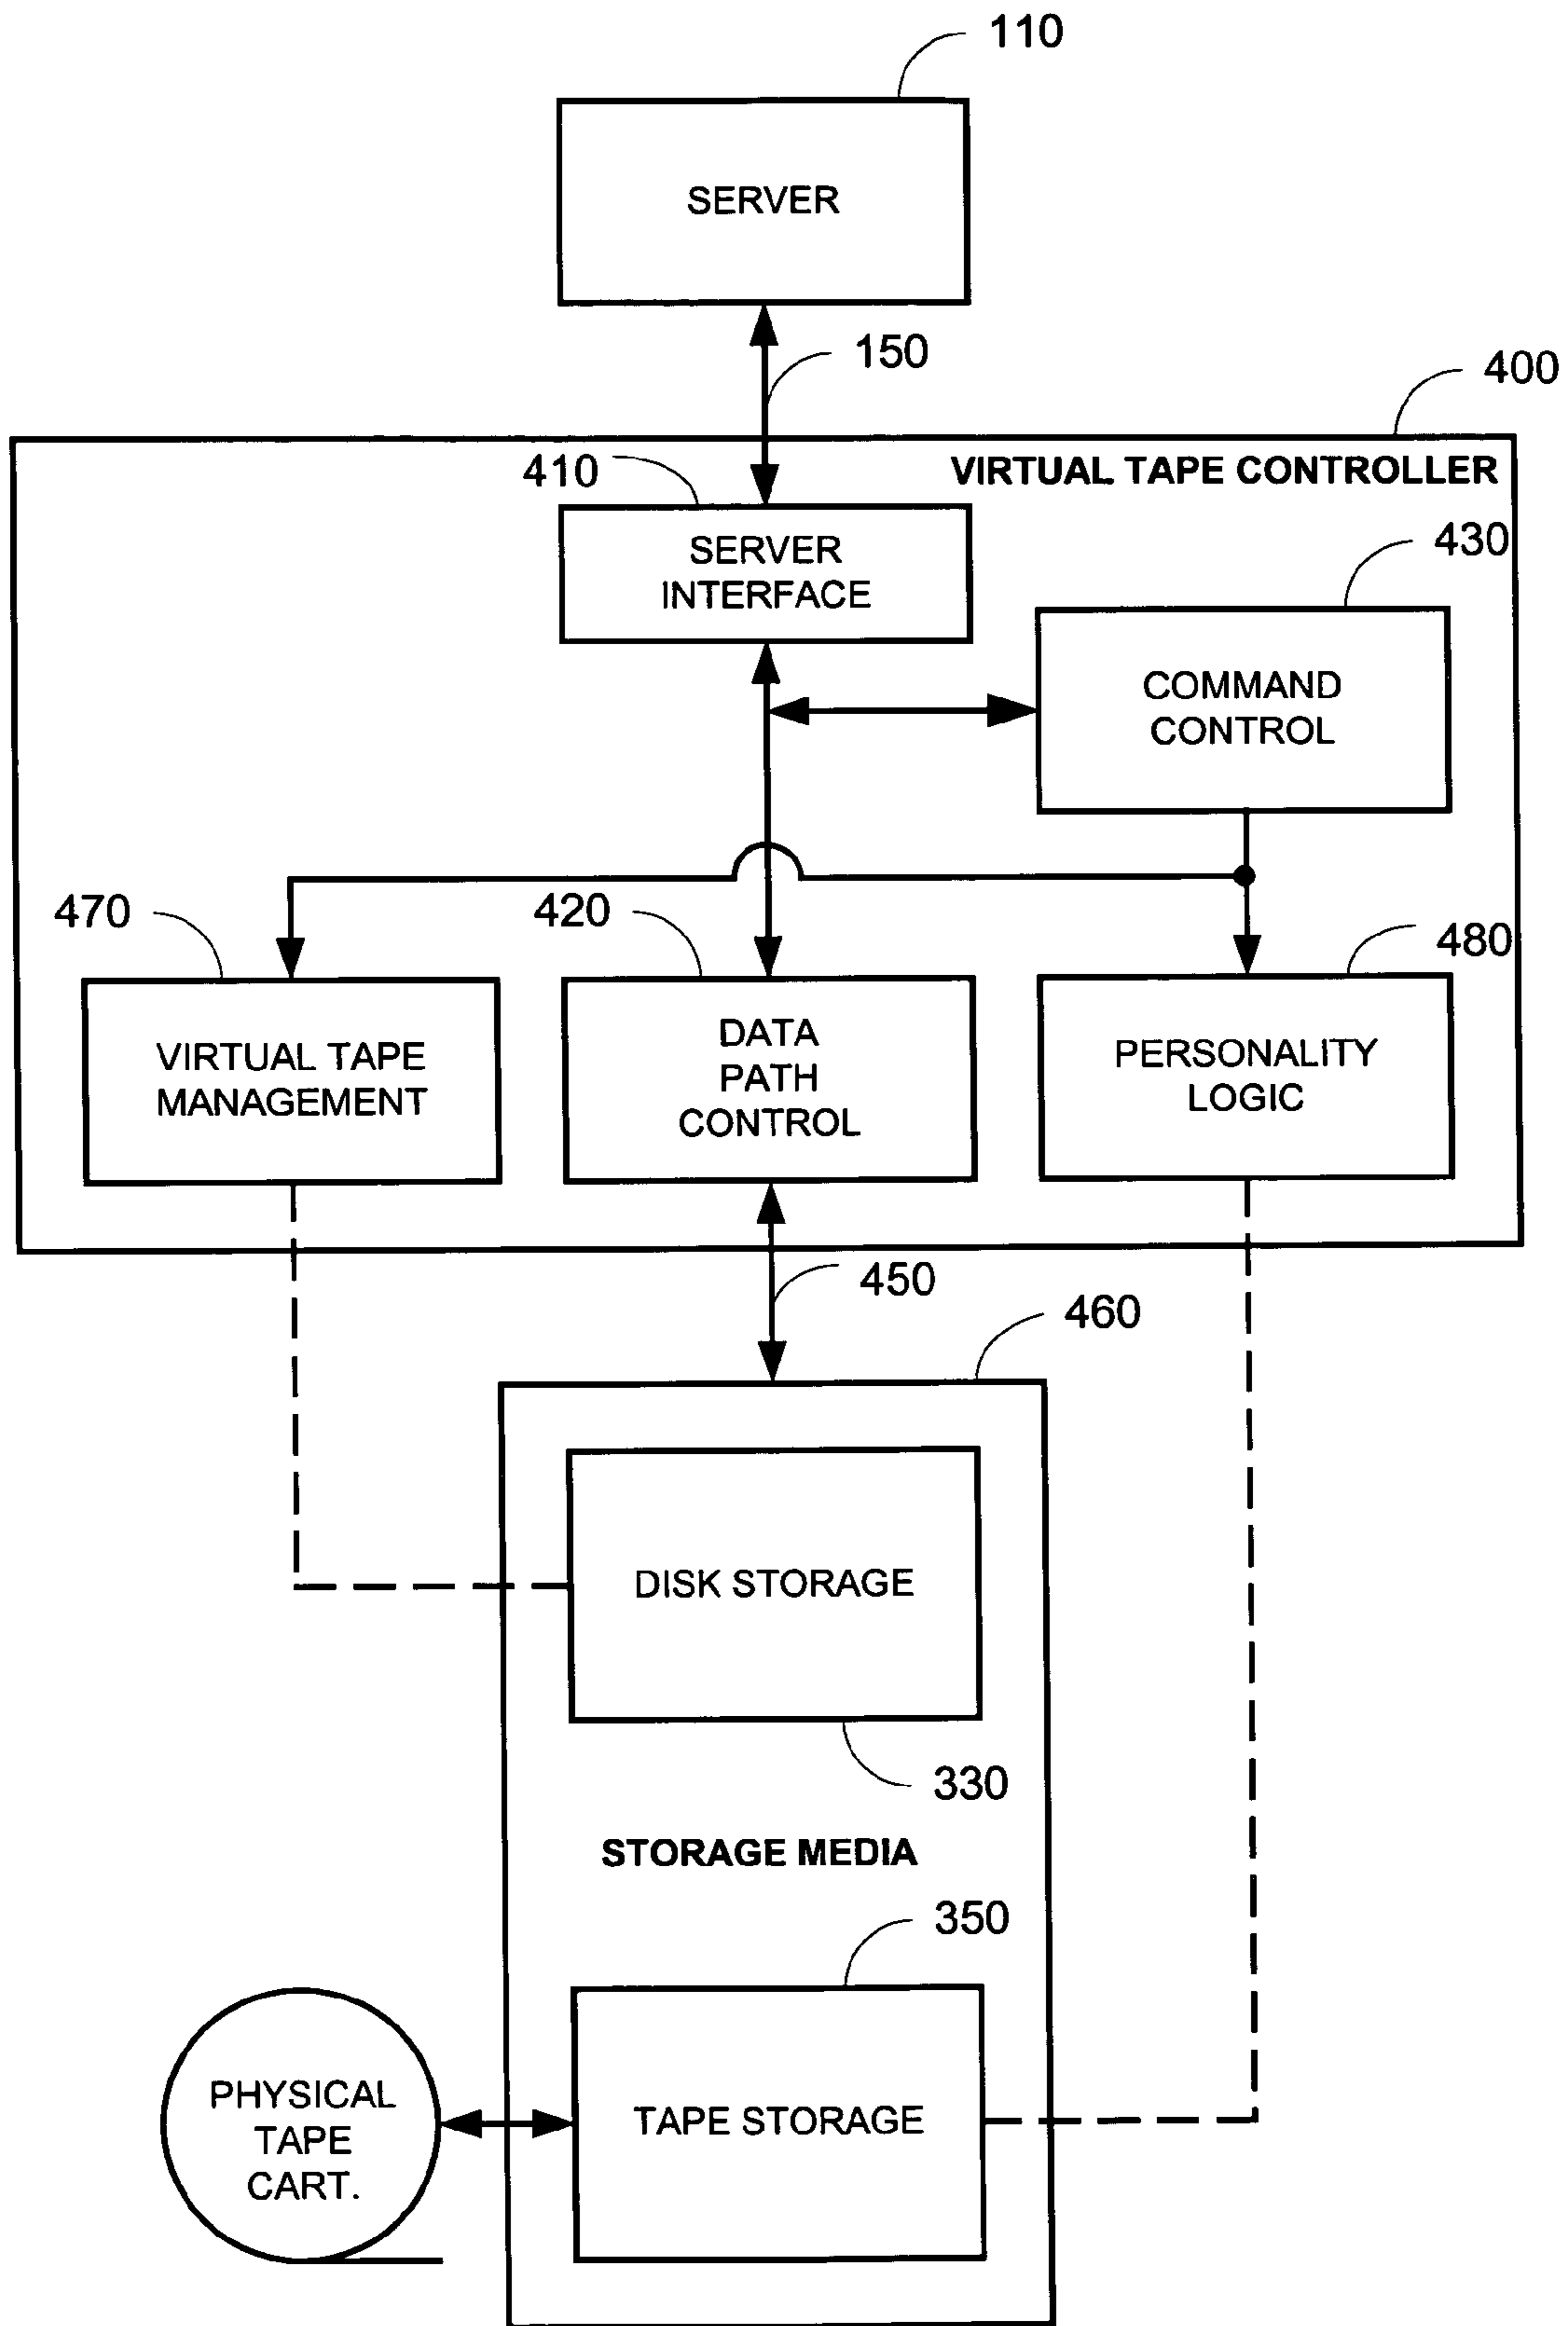 110
SERVER
150
400
VIRTUAL TAPE CONTROLLER
410
SERVER
INTERFACE
430
COMMAND
CONTROL
470
420
480
VIRTUAL TAPE
MANAGEMENT
DATA
PATH
CONTROL
PERSONALITY
LOGIC
450
460
DISK STORAGE
330
STORAGE MEDIA
350
PHYSICAL
TAPE
CART.
TAPE STORAGE